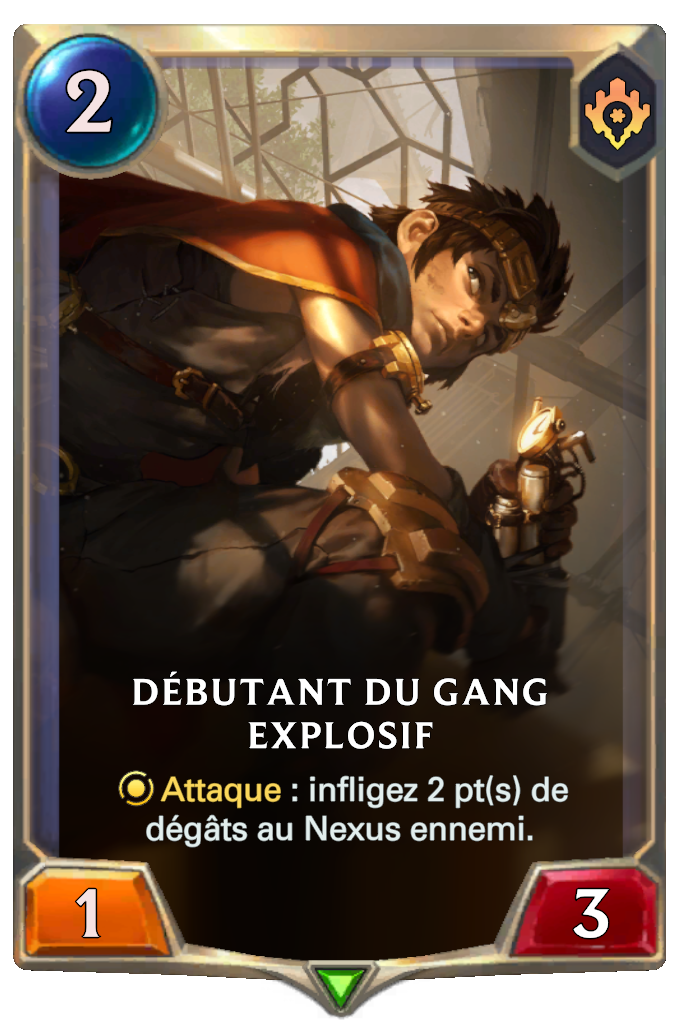 2
DÉBUTANT DU GANG
EXPLOSIF
Attaque : infligez 2 pt(s) de
dégâts au Nexus ennemi.
1
3